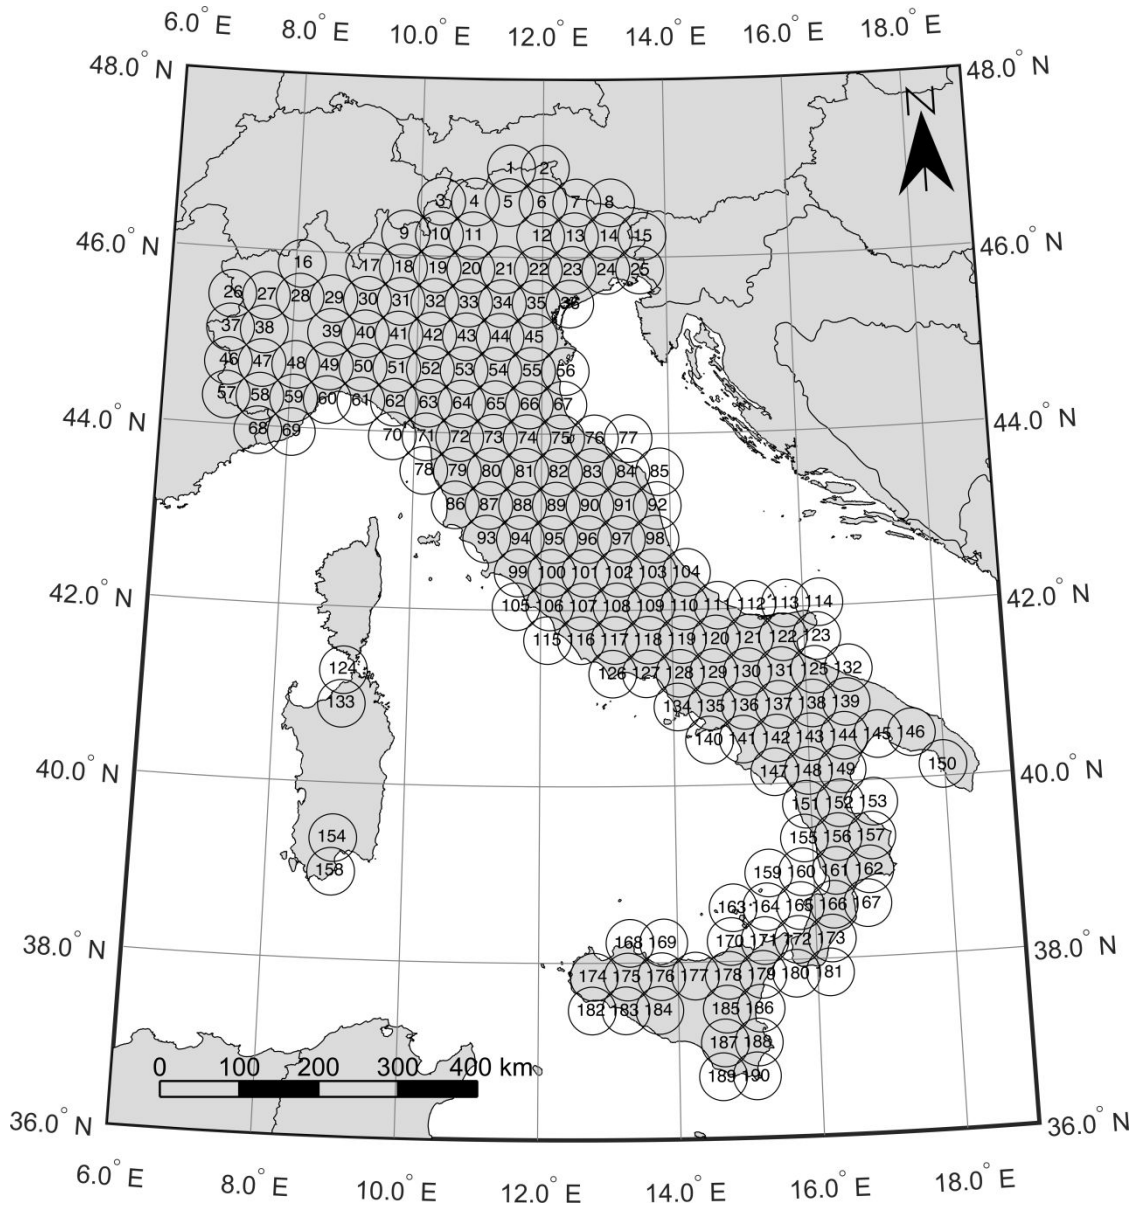 6.0° E 8.0° E 10.0° E 12.0° E 14.0° E 16.0° E 18.0° E
48.0° N 48.0° N
N
1 2
3 4 5 6 7 8
9 10 11 12 13 14 15
46.0° N 46.0° N
16 17 18 19 20 21 22 23 24 25
26 27 28 29 30 31 32 33 34 35 36
37 38 39 40 41 42 43 44 45
46 47 48 49 50 51 52 53 54 55 56
57 58 59 60 61 62 63 64 65 66 67
44.0° N 44.0° N
68 69 70 71 72 73 74 75 76 77
78 79 80 81 82 83 84 85
86 87 88 89 90 91 92
93 94 95 96 97 98
99 100 101 102 103 104
42.0° N 42.0° N
105 106 107 108 109 110 111 112 113 114
115 116 117 118 119 120 121 122 123
124 126 127 128 129 130 131 125 132
133 134 135 136 137 138 139
140 141 142 143 144 145 146
40.0° N 40.0° N
147 148 149 150
151 152 153
154 155 156 157
158 159 160 161 162
163 164 165 166 167
38.0° N 38.0° N
168 169 170 171 172 173
174 175 176 177 178 179 180 181
182 183 184 185 186
187 188
0 100 200 300 400 km
189 190
36.0° N 36.0° N
6.0° E 8.0° E 10.0° E 12.0° E 14.0° E 16.0° E 18.0° E